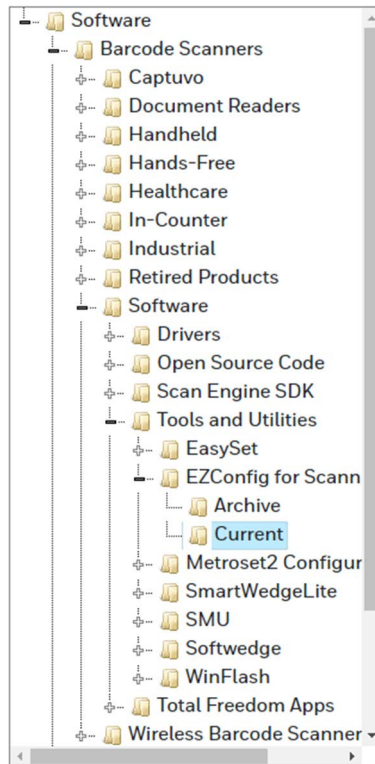 Software
Barcode Scanners
Captuvo
Document Readers
Handheld
Hands-Free
Healthcare
In-Counter
Industrial
Retired Products
Software
Drivers
Open Source Code
Scan Engine SDK
Tools and Utilities
EasySet
EZConfig for Scann
Archive
Current
Metroset2 Configur
SmartWedgeLite
SMU
Softwedge
WinFlash
Total Freedom Apps
Wireless Barcode Scanner